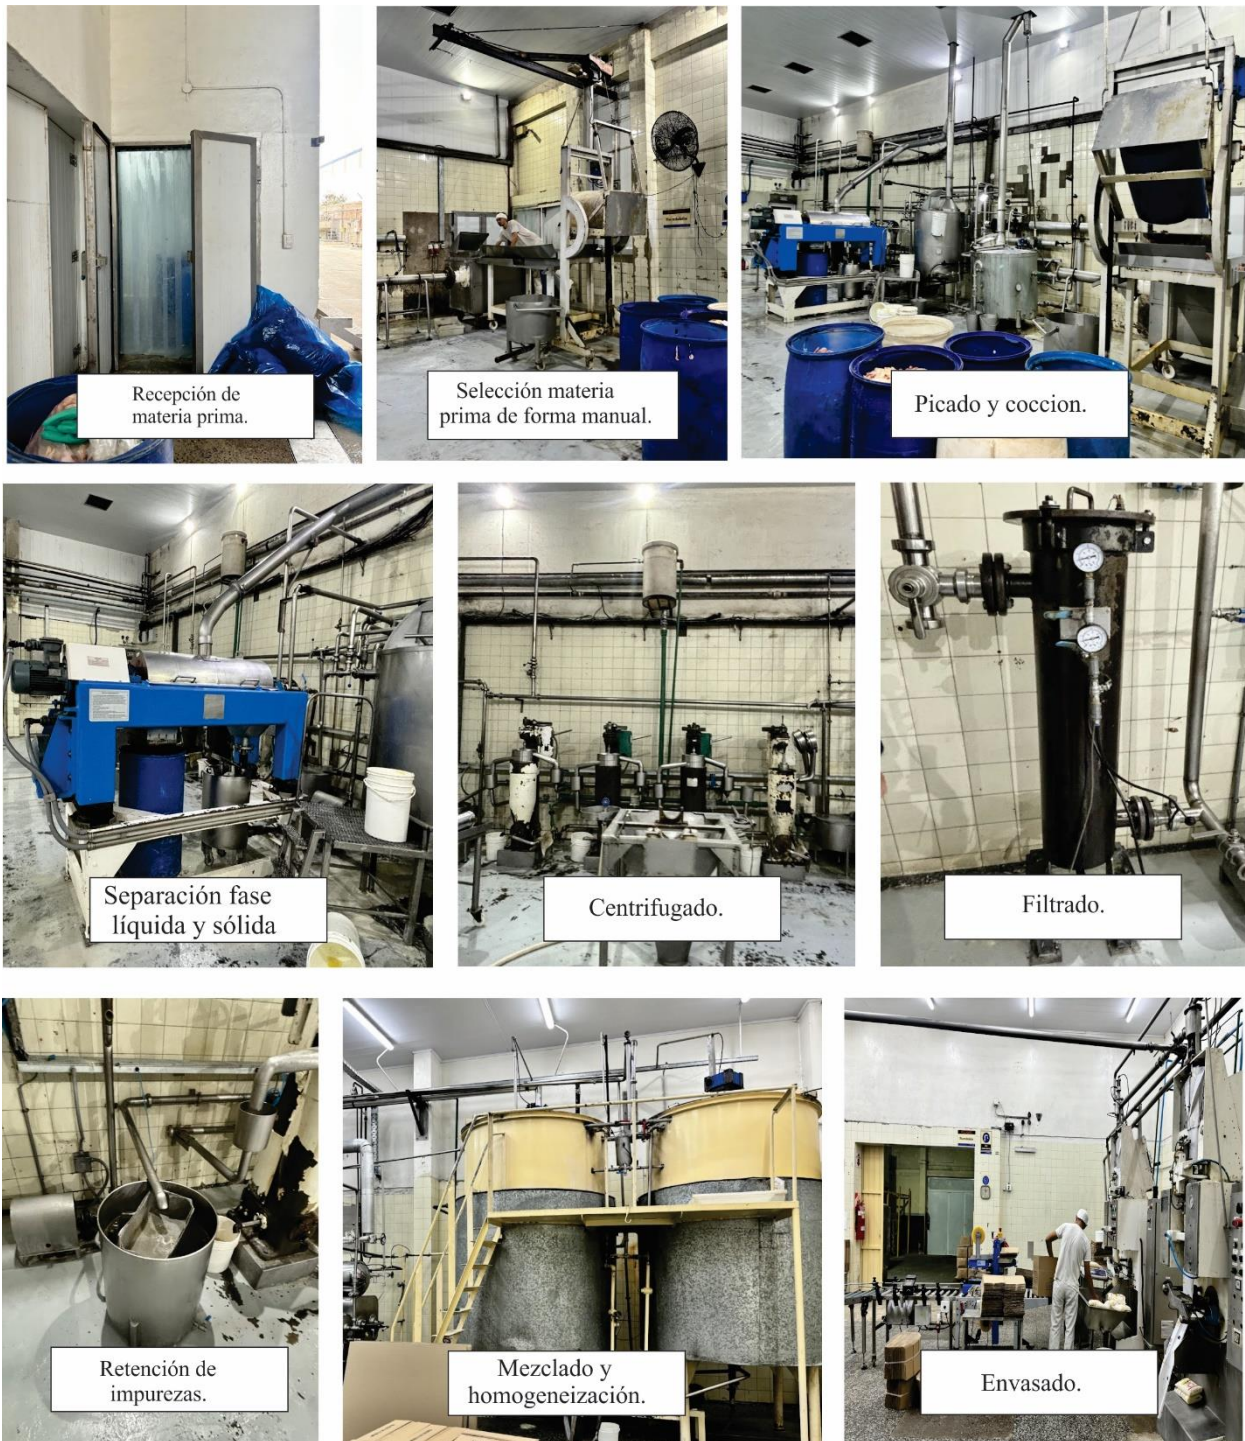 Recepción de
materia prima.
Selección materia
prima de forma manual.
Picado y coccion.
Separación fase
líquida y sólida
Centrifugado.
Filtrado.
Retención de
impurezas.
Mezclado y
homogeneización.
Envasado.